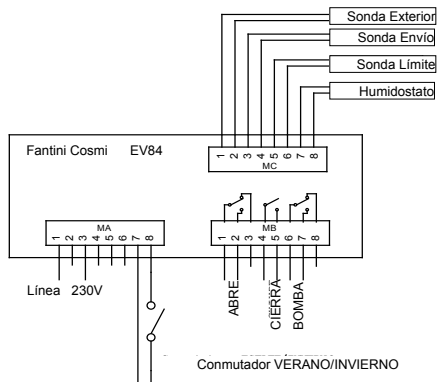 Sonda Exterior
Sonda Envío
Sonda Límite
Humidostato
Fantini Cosmi EV84
1 2 3 4 5 6 7 8
MC
MA
1 2 3 4 5 6 7 8
MB
1 2 3 4 5 6 7 8
Línea 230V
ABRE
CIERRA
BOMBA
Conmutador VERANO/INVIERNO